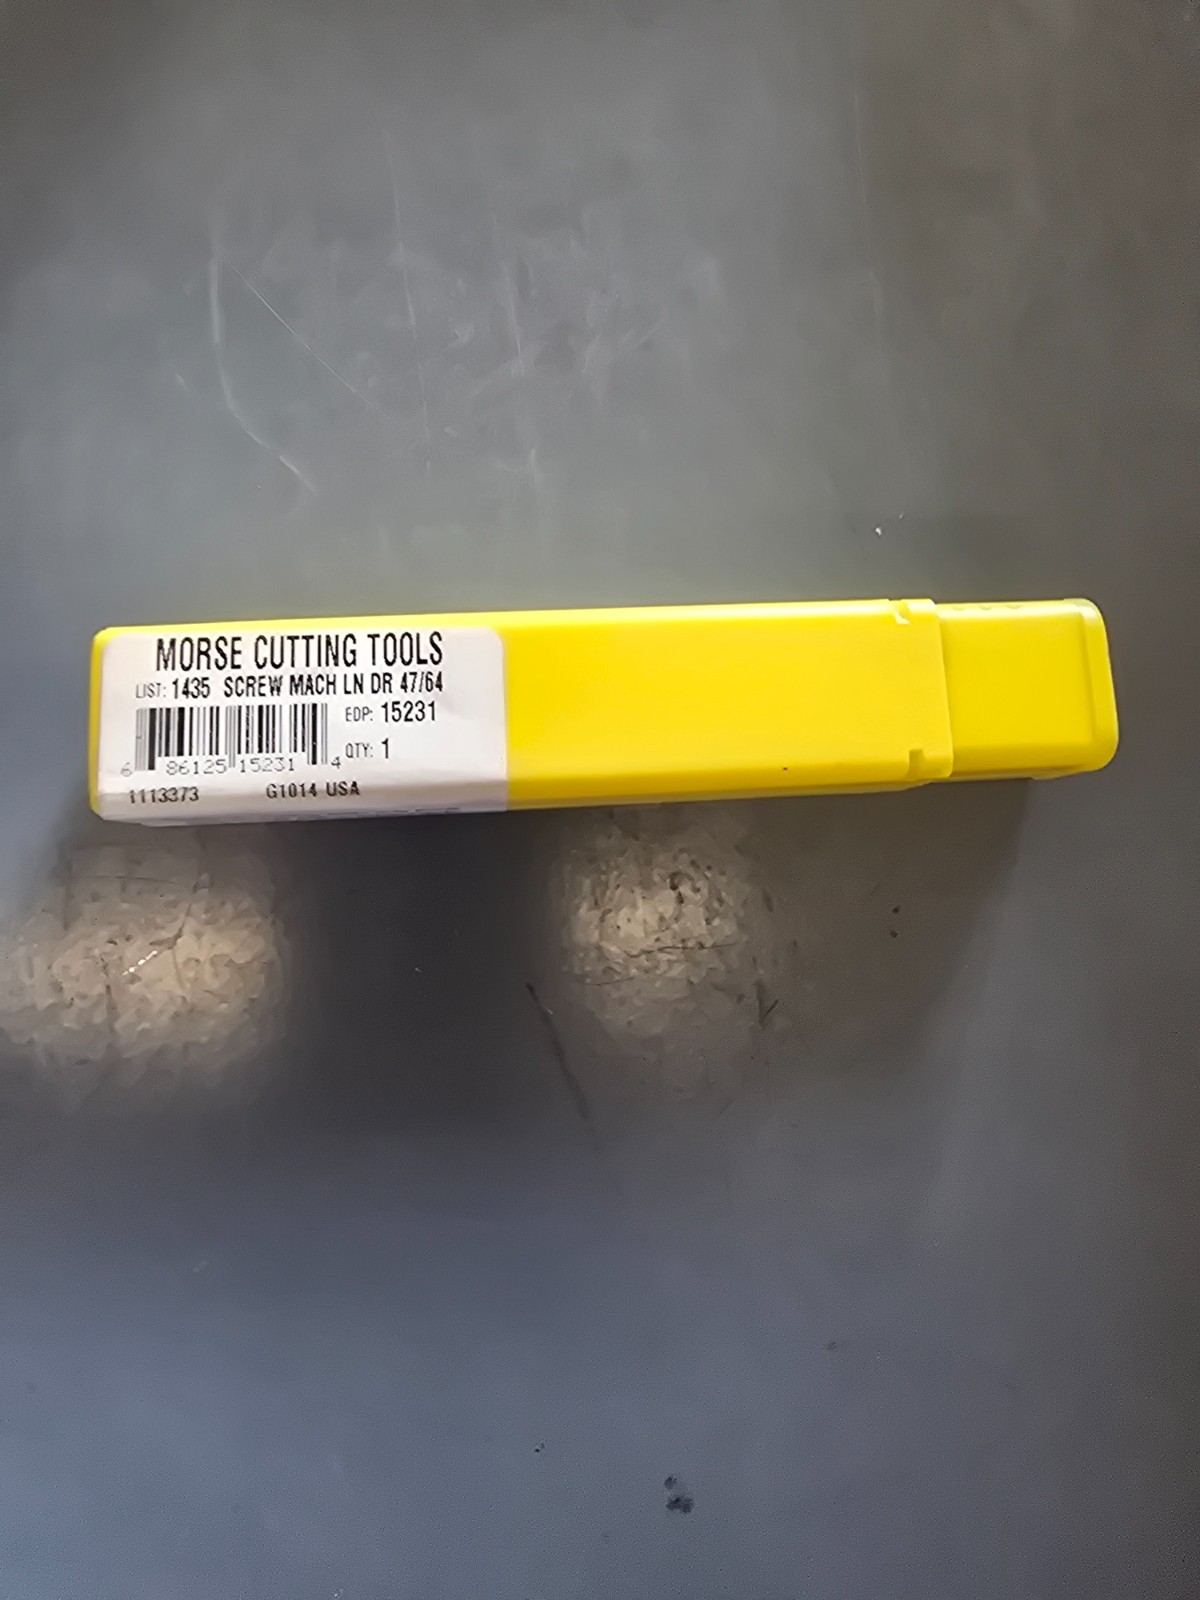 MORSE CUTTING TOOLS
LIST: 1435 SCREW MACH LN DR 47/64
EDP: 15231
QTY: 1
6 86125 15231 4
1113373 G1014 USA